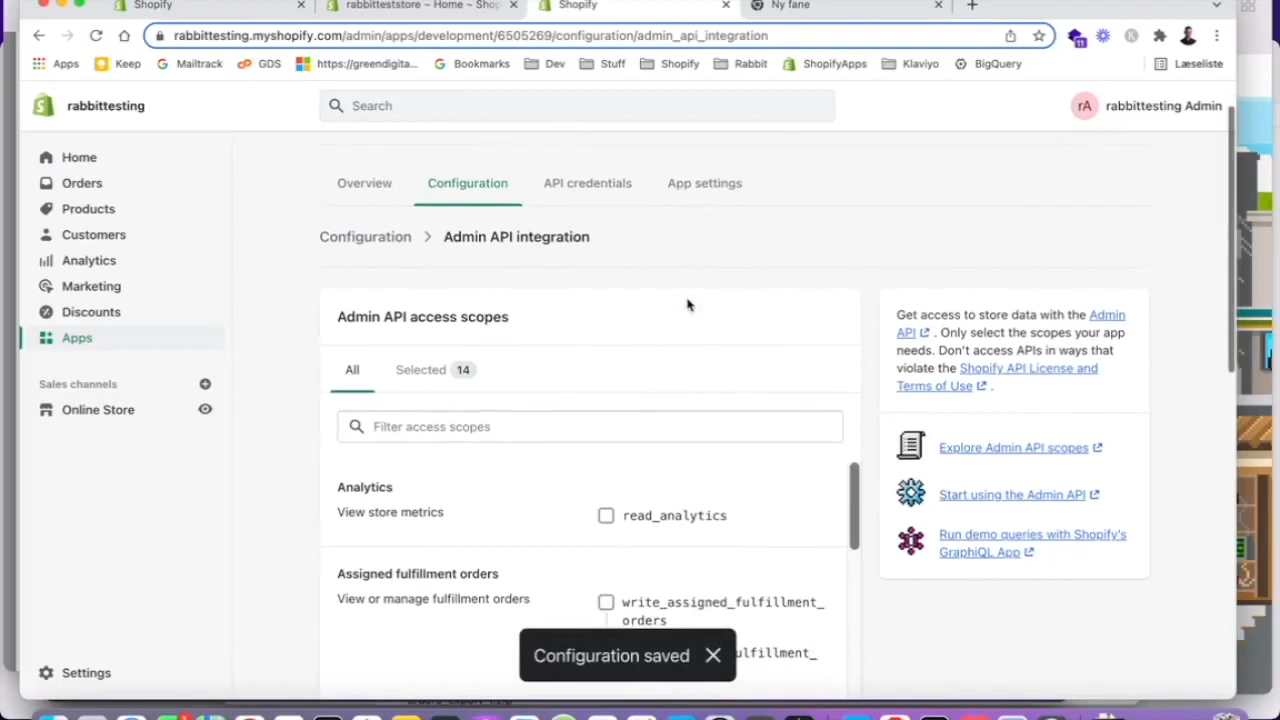 Shopify
rabbitteststore ~ Home ~ Shop
Shopify
Ny fane
rabbittesting.myshopify.com/admin/apps/development/6505269/configuration/admin_api_integration
11
K
Apps
Keep
Mailtrack
GDS
https://greendigita...
Bookmarks
Dev
Stuff
Shopify
Rabbit
ShopifyApps
Klaviyo
BigQuery
Læseliste
rabbittesting
Search
rA
rabbittesting Admin
Home
Orders
Products
Customers
Analytics
Marketing
Discounts
Apps
Sales channels
Online Store
Settings
Overview
Configuration
API credentials
App settings
Configuration > Admin API integration
Admin API access scopes
All
Selected 14
Filter access scopes
Analytics
View store metrics
read_analytics
Assigned fulfillment orders
View or manage fulfillment orders
write_assigned_fulfillment_
orders
ulfillment_
Configuration saved
Get access to store data with the Admin
API . Only select the scopes your app
needs. Don't access APIs in ways that
violate the Shopify API License and
Terms of Use .
Explore Admin API scopes
Start using the Admin API
Run demo queries with Shopify's
GraphiQL App